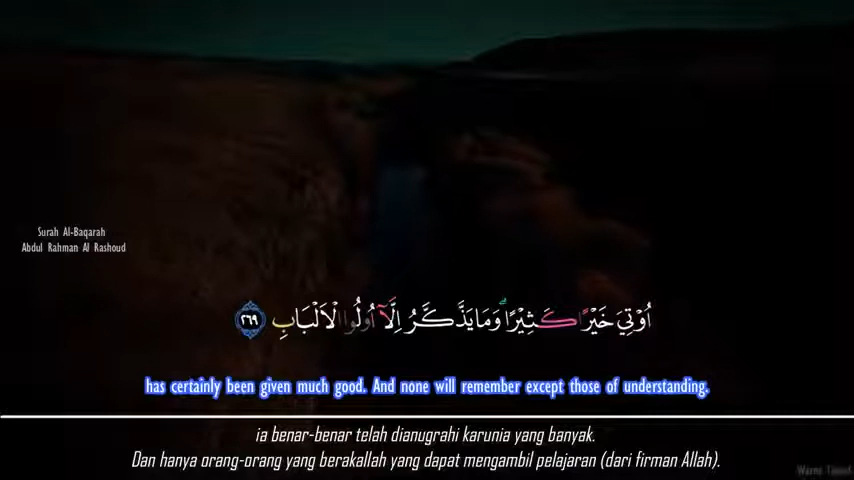 Surah Al-Baqarah
Abdul Rahman Al Rashoud
اُوْتِيَ خَيْرًا كَثِيْرًا ۗ وَمَا يَذَّكَّرُ اِلَّآ اُولُوا الْاَلْبَابِ ٢٦٩
has certainly been given much good. And none will remember except those of understanding.
ia benar-benar telah dianugrahi karunia yang banyak.
Dan hanya orang-orang yang berakallah yang dapat mengambil pelajaran (dari firman Allah).